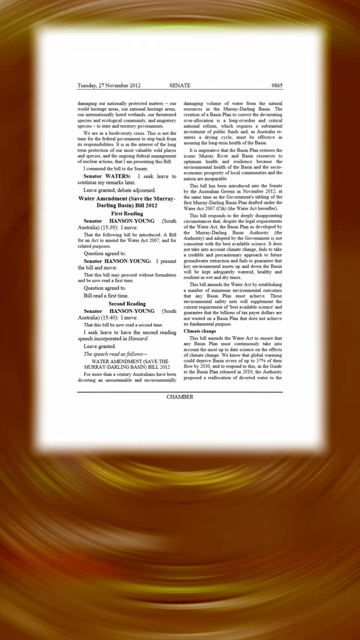 Tuesday, 27 November 2012 SENATE 9865
damaging our nationally protected matters – our
world heritage areas, our national heritage areas,
our internationally listed wetlands, our threatened
species and ecological community, and migratory
species – to state and territory governments.
We are in a biodiversity crisis. This is not the
time for the federal government to step back from
its responsibilities. It is in the interest of the long
term protection of our most valuable wild places
and species, and the ongoing federal management
of nuclear actions, that I am presenting this Bill.
I commend the bill to the Senate.
Senator WATERS: I seek leave to
continue my remarks later.
Leave granted; debate adjourned.
Water Amendment (Save the Murray-
Darling Basin) Bill 2012
First Reading
Senator HANSON-YOUNG (South
Australia) (15:39): I move:
That the following bill be introduced: A Bill
for an Act to amend the Water Act 2007, and for
related purposes.
Question agreed to.
Senator HANSON-YOUNG: I present
the bill and move:
That this bill may proceed without formalities
and be now read a first time.
Question agreed to.
Bill read a first time.
Second Reading
Senator HANSON-YOUNG (South
Australia) (15:40): I move:
That this bill be now read a second time.
I seek leave to have the second reading
speech incorporated in Hansard.
Leave granted.
The speech read as follows—
WATER AMENDMENT (SAVE THE
MURRAY-DARLING BASIN) BILL 2012
For more than a century Australians have been
diverting an unsustainable and environmentally
damaging volume of water from the natural
resources in the Murray-Darling Basin. The
creation of a Basin Plan to correct the devastating
over-allocation is a long-overdue and critical
national reform, which requires a substantial
investment of public funds and, as Australia re-
enters a drying cycle, must be effective in
ensuring the long-term health of the Basin.
It is imperative that the Basin Plan restores the
iconic Murray River and Basin resources to
optimum health and resilience because the
environmental health of the Basin and the socio-
economic prosperity of local communities and the
nation are inseparable.
This bill has been introduced into the Senate
by the Australian Greens in November 2012, at
the same time as the Government's tabling of the
first Murray-Darling Basin Plan drafted under the
Water Act 2007 (Cth) (the Water Act hereafter).
This bill responds to the deeply disappointing
circumstances that, despite the legal requirements
of the Water Act, the Basin Plan as developed by
the Murray-Darling Basin Authority (the
Authority) and adopted by the Government is not
consistent with the best available science. It does
not take into account climate change, fails to take
a credible and precautionary approach to future
groundwater extraction and fails to guarantee that
key environmental assets up and down the Basin
will be kept adequately watered, healthy and
resilient in wet and dry times.
This bill amends the Water Act by establishing
a number of minimum environmental outcomes
that any Basin Plan must achieve. These
environmental safety nets will supplement the
current requirement of 'best available science' and
guarantee that the billions of tax payer dollars are
not wasted on a Basin Plan that does not achieve
its fundamental purpose.
Climate change
This bill amends the Water Act to ensure that
any Basin Plan must continuously take into
account the most up to date science on the effects
of climate change. We know that global warming
could deprive Basin rivers of up to 37% of their
flow by 2030, and to respond to this, in the Guide
to the Basin Plan released in 2010, the Authority
proposed a reallocation of diverted water to the
CHAMBER